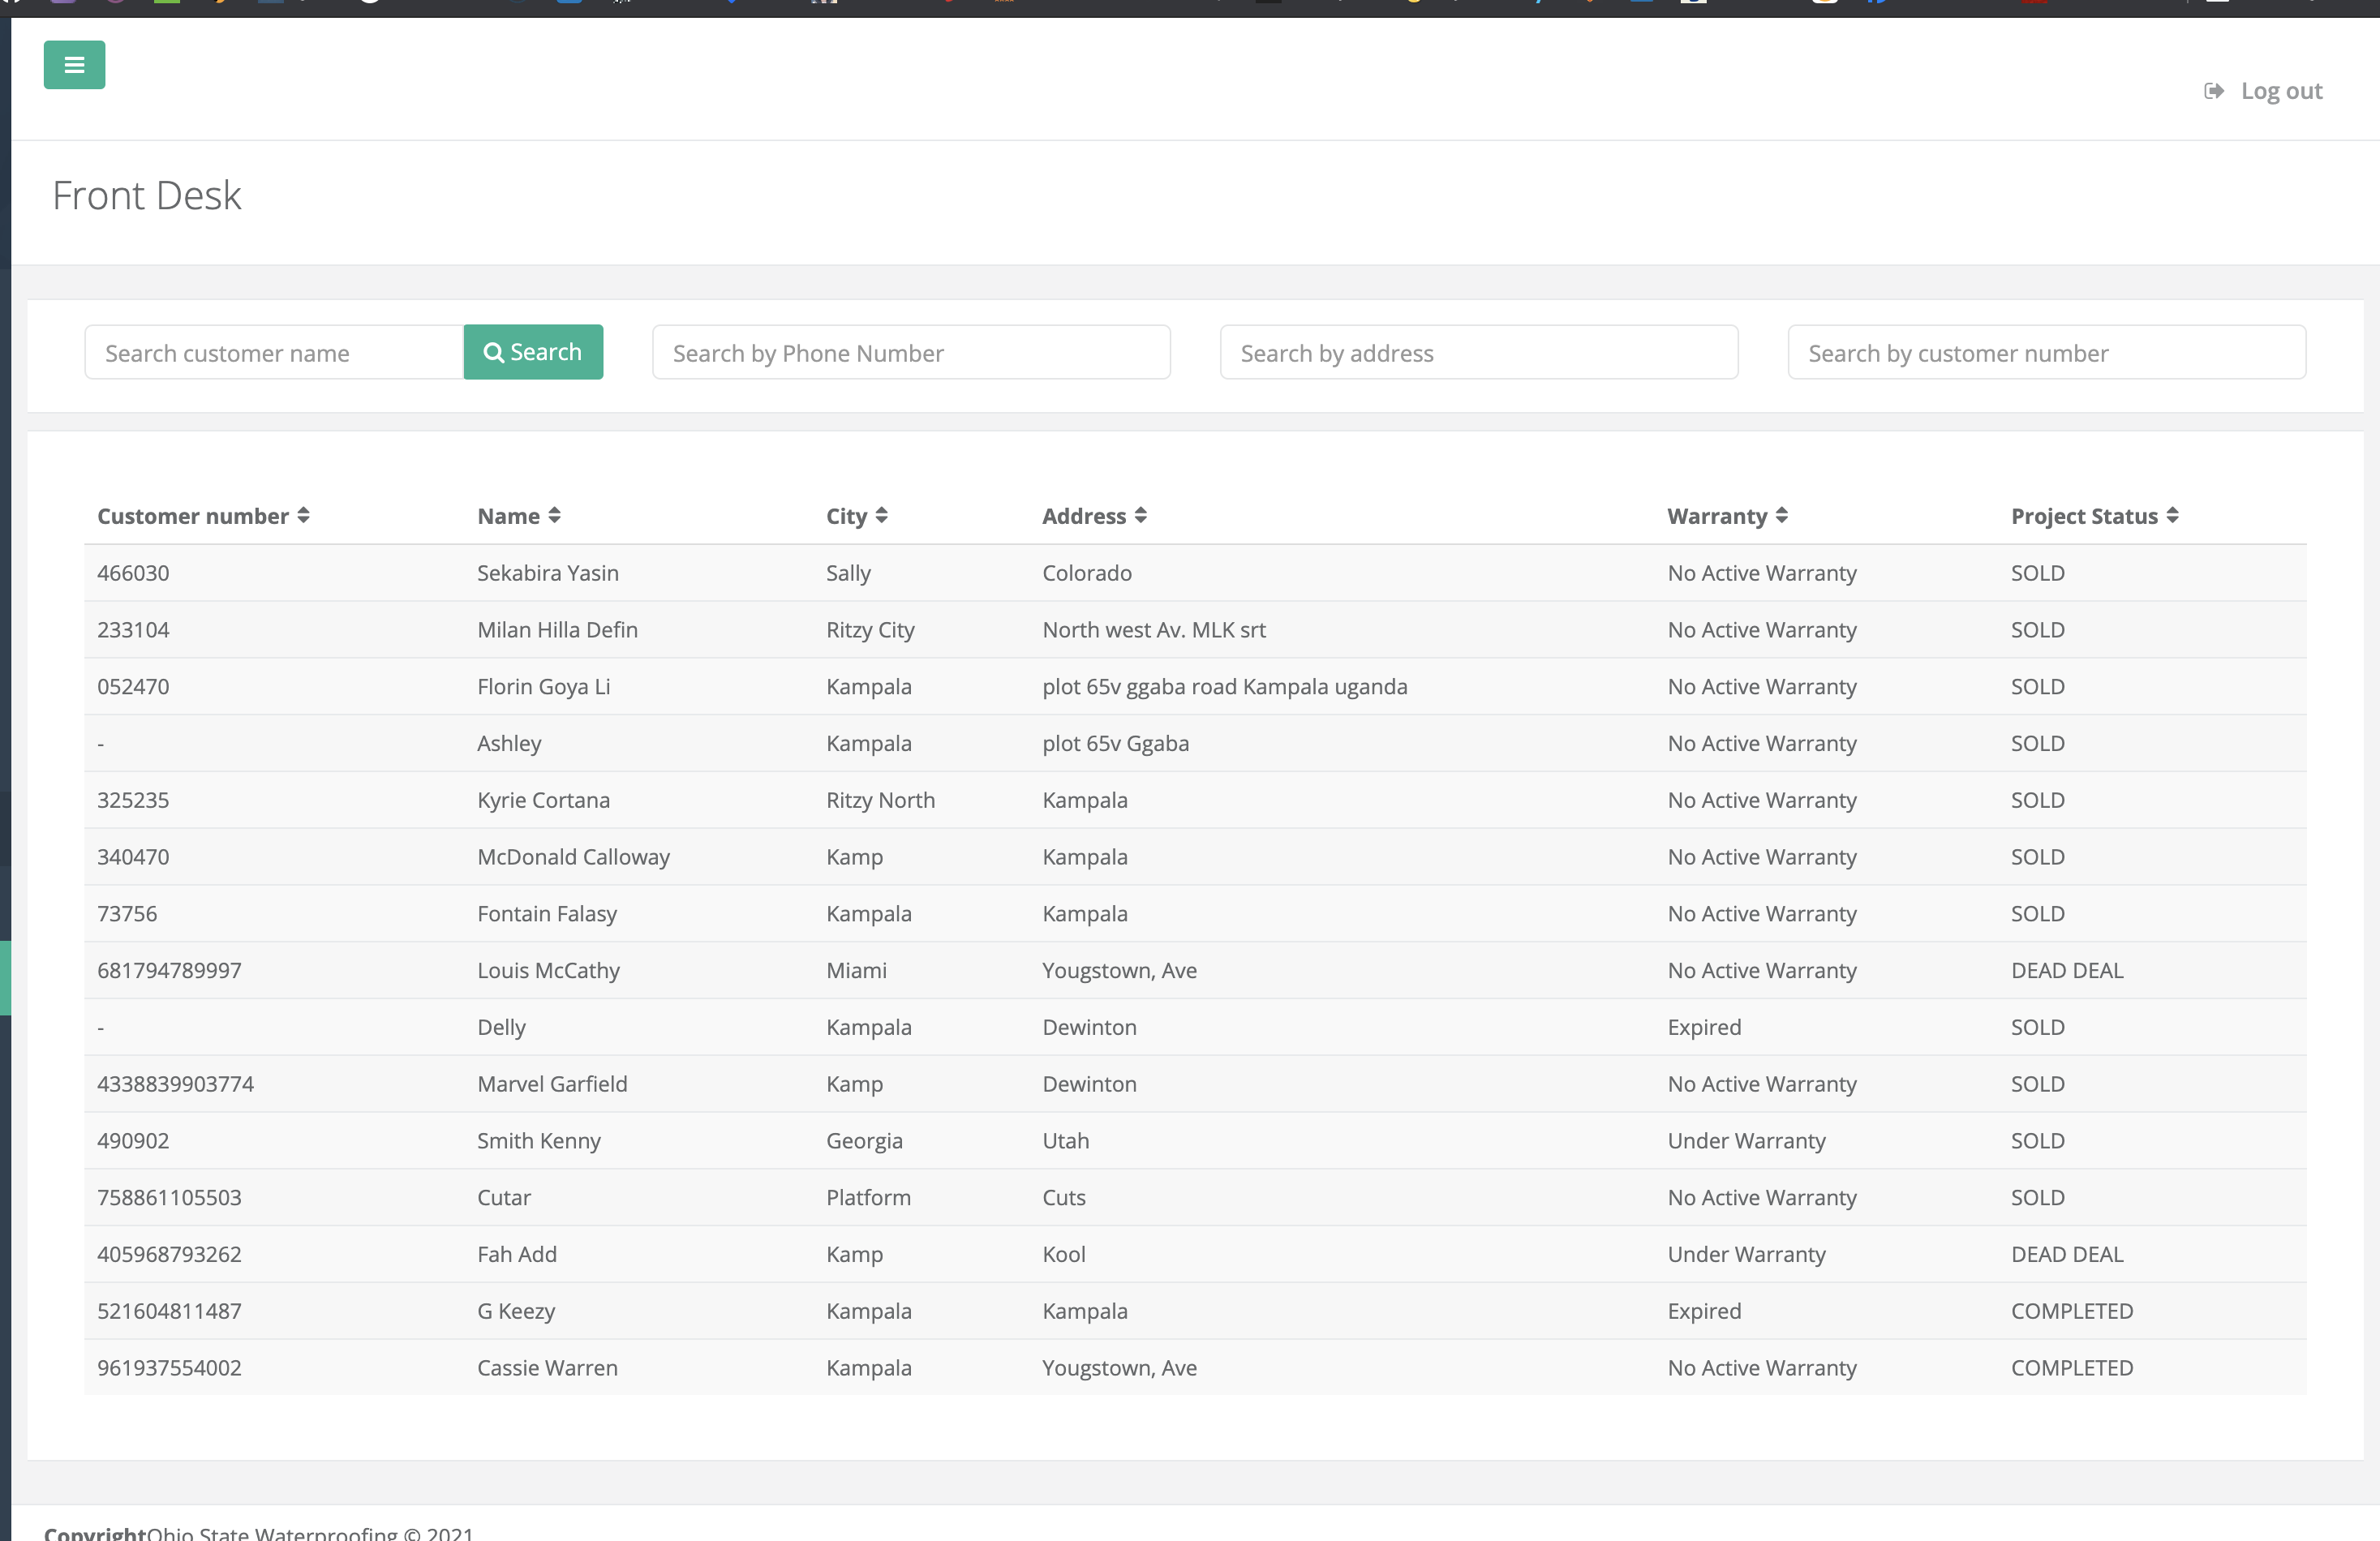 Log out
Front Desk
Search customer name Search Search by Phone Number Search by address Search by customer number
Customer number Name City Address Warranty Project Status
466030 Sekabira Yasin Sally Colorado No Active Warranty SOLD
233104 Milan Hilla Defin Ritzy City North west Av. MLK srt No Active Warranty SOLD
052470 Florin Goya Li Kampala plot 65v ggaba road Kampala uganda No Active Warranty SOLD
- Ashley Kampala plot 65v Ggaba No Active Warranty SOLD
325235 Kyrie Cortana Ritzy North Kampala No Active Warranty SOLD
340470 McDonald Calloway Kamp Kampala No Active Warranty SOLD
73756 Fontain Falasy Kampala Kampala No Active Warranty SOLD
681794789997 Louis McCathy Miami Yougstown, Ave No Active Warranty DEAD DEAL
- Delly Kampala Dewinton Expired SOLD
4338839903774 Marvel Garfield Kamp Dewinton No Active Warranty SOLD
490902 Smith Kenny Georgia Utah Under Warranty SOLD
758861105503 Cutar Platform Cuts No Active Warranty SOLD
405968793262 Fah Add Kamp Kool Under Warranty DEAD DEAL
521604811487 G Keezy Kampala Kampala Expired COMPLETED
961937554002 Cassie Warren Kampala Yougstown, Ave No Active Warranty COMPLETED
CopyrightOhio State Waterproofing © 2021